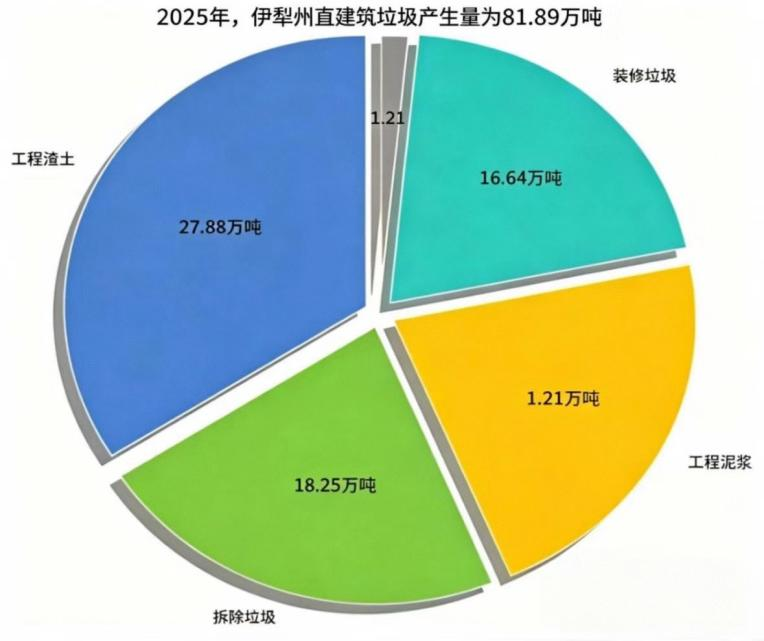 2025年，伊犁州直建筑垃圾产生量为81.89万吨
装修垃圾
1.21
工程渣土
16.64万吨
27.88万吨
1.21万吨
工程泥浆
18.25万吨
拆除垃圾